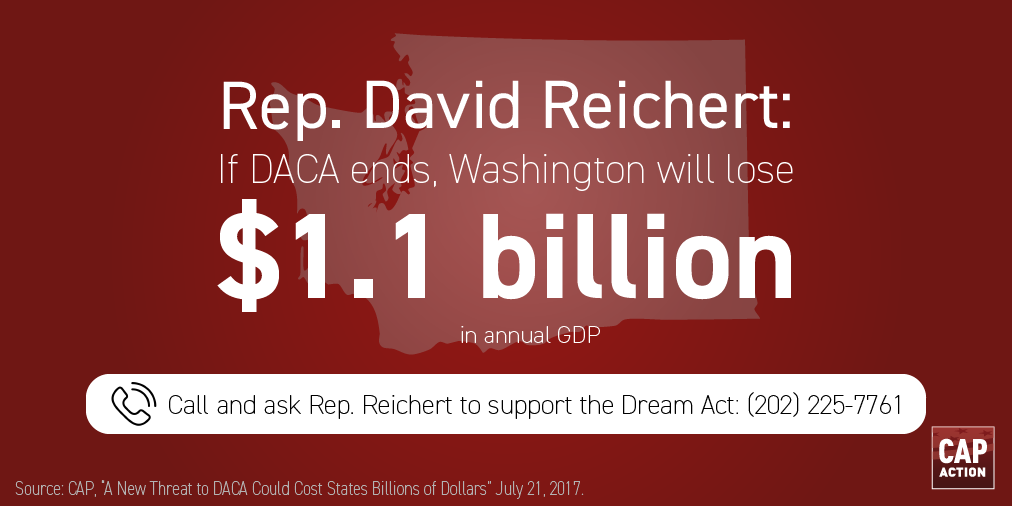 Rep. David Reichert:
If DACA ends, Washington will lose
$1.1 billion
in annual GDP
Call and ask Rep. Reichert to support the Dream Act: (202) 225-7761
CAP
ACTION
Source: CAP, "A New Threat to DACA Could Cost States Billions of Dollars" July 21, 2017.